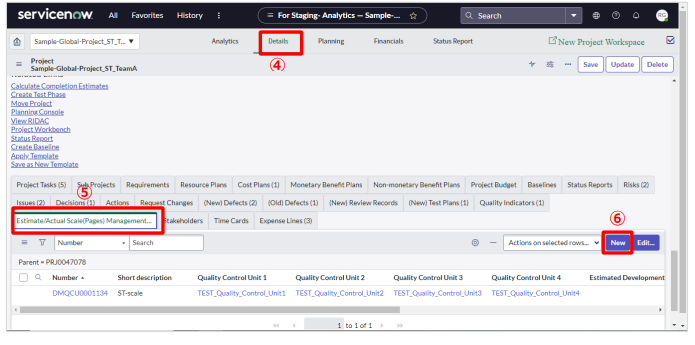 servicenow. All Favorites History = For Staging- Analytics — Sample-... Search RG
Sample-Global-Project_ST_T... Analytics Details Planning Financials Status Report New Project Workspace
④
Project
Sample-Global-Project_ST_TeamA Save Update Delete
Related Links
Calculate Completion Estimates
Create Test Phase
Move Project
Planning Console
View RIDAC
Project Workbench
Status Report
Create Baseline
Apply Template
Save as New Template
⑤
Project Tasks (5) Sub Projects Requirements Resource Plans Cost Plans (1) Monetary Benefit Plans Non-monetary Benefit Plans Project Budget Baselines Status Reports Risks (2)
Issues (2) Decisions (1) Actions Request Changes (New) Defects (2) (Old) Defects (1) (New) Review Records (New) Test Plans (1) Quality Indicators (1)
Estimate/Actual Scale(Pages) Management... Stakeholders Time Cards Expense Lines (3)
⑥
Number Search Actions on selected rows... New Edit...
Parent = PRJ0047078
Number Short description Quality Control Unit 1 Quality Control Unit 2 Quality Control Unit 3 Quality Control Unit 4 Estimated Development
DMQCU0001134 ST-scale TEST_Quality_Control_Unit1 TEST_Quality_Control_Unit2 TEST_Quality_Control_Unit3 TEST_Quality_Control_Unit4
1 to 1 of 1